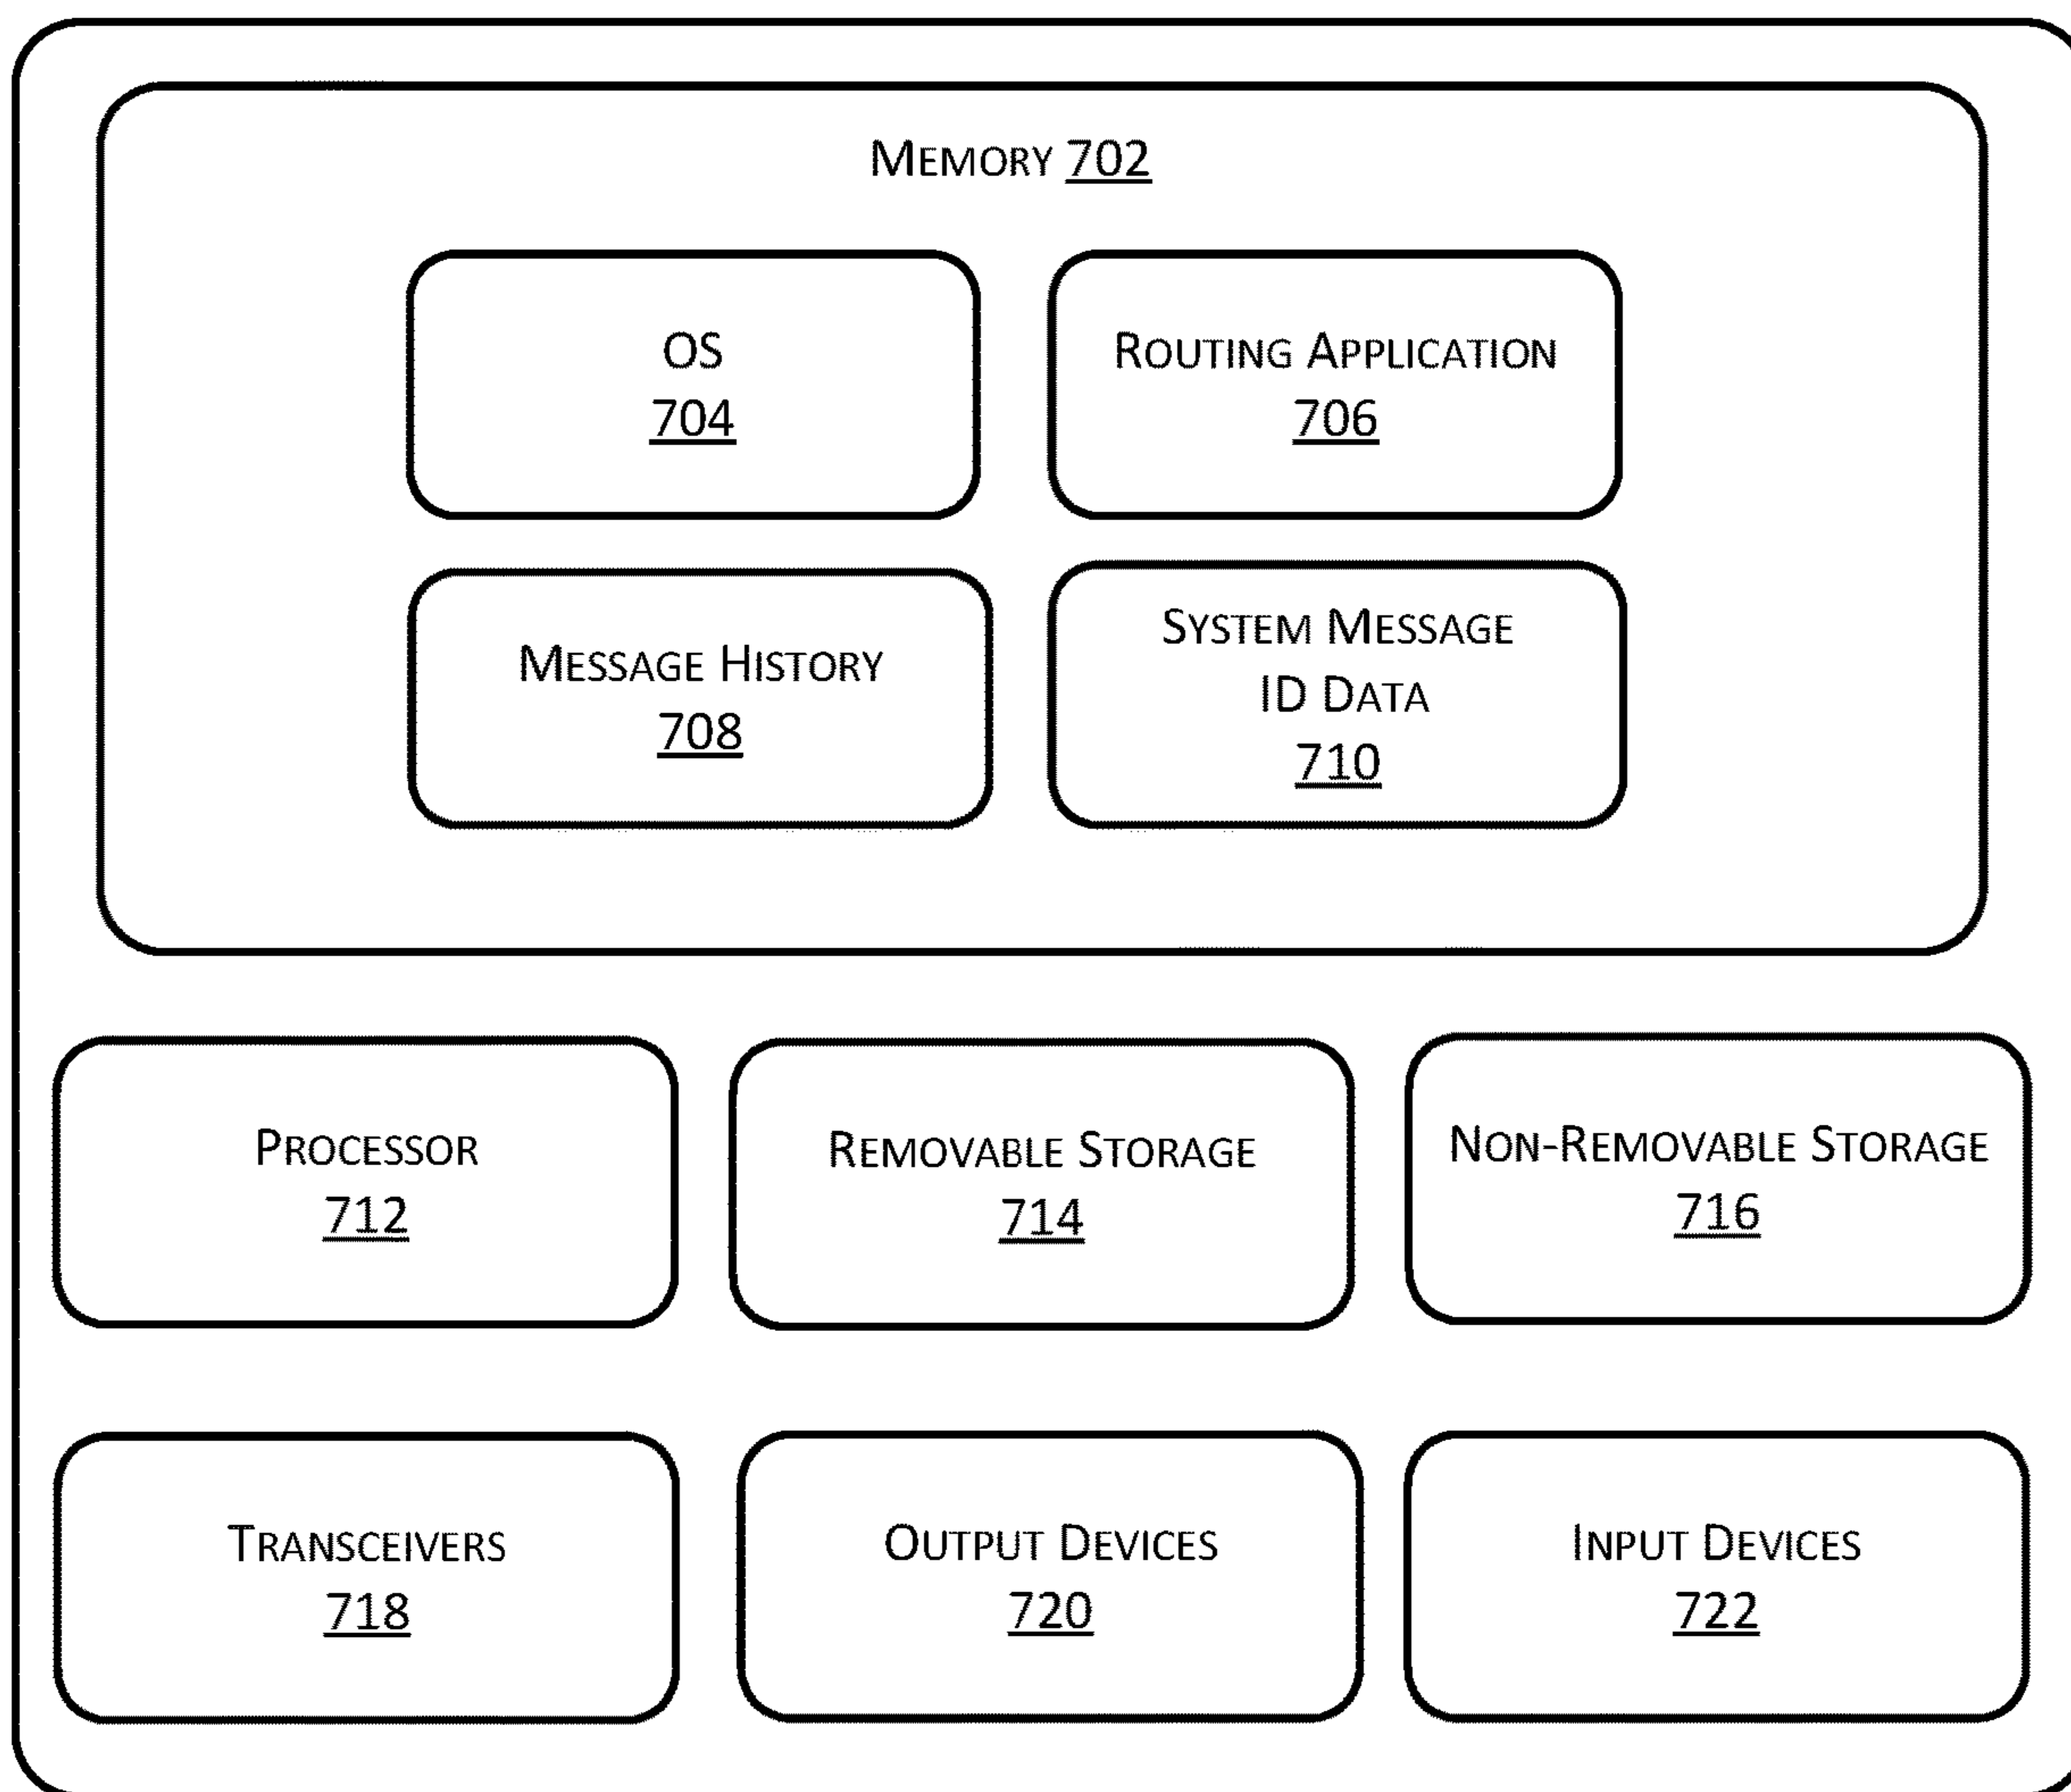 MEMORY 702
OS
704
ROUTING APPLICATION
706
MESSAGE HISTORY
708
SYSTEM MESSAGE
ID DATA
710
PROCESSOR
712
REMOVABLE STORAGE
714
NON-REMOVABLE STORAGE
716
TRANSCEIVERS
718
OUTPUT DEVICES
720
INPUT DEVICES
722